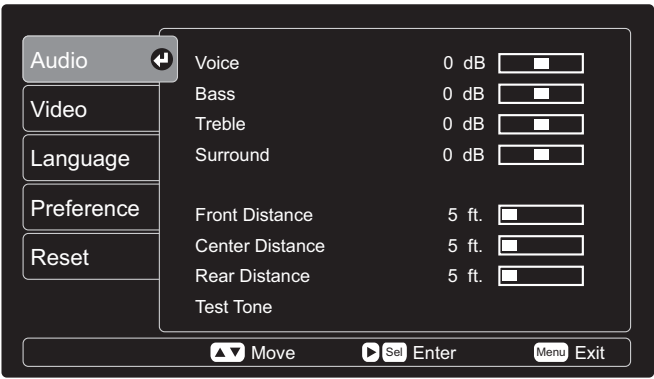 Audio
Video
Language
Preference
Reset
Voice 0 dB
Bass 0 dB
Treble 0 dB
Surround 0 dB
Front Distance 5 ft.
Center Distance 5 ft.
Rear Distance 5 ft.
Test Tone
Move Sel Enter Menu Exit